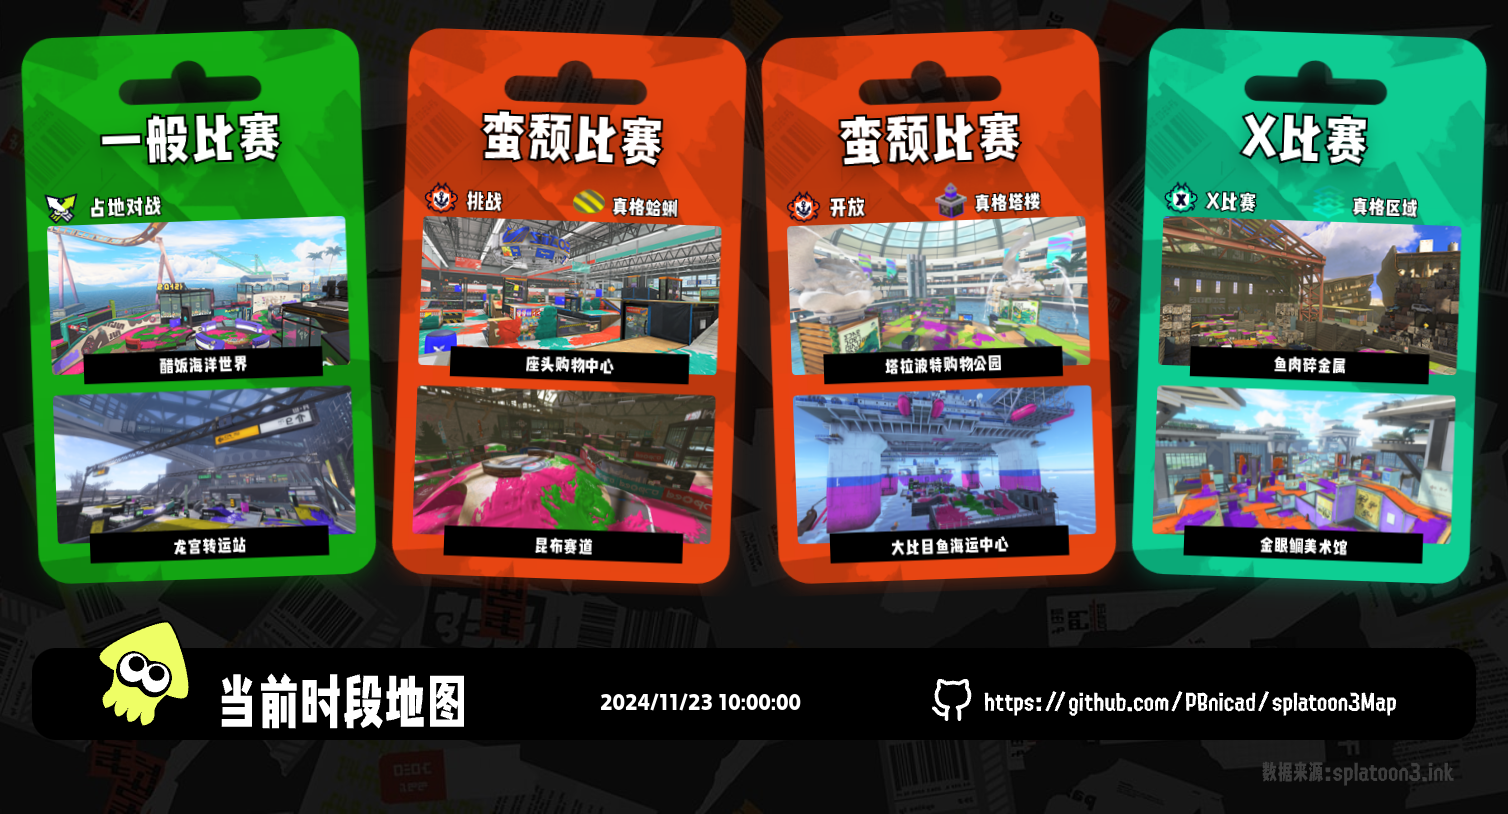 一般比赛
占地对战
醋饭海洋世界
龙宫转运站
蛮颓比赛
挑战
真格蛤蜊
座头购物中心
昆布赛道
蛮颓比赛
开放
真格塔楼
塔拉波特购物公园
大比目鱼海运中心
X比赛
X比赛
真格区域
鱼肉碎金属
金眼鲷美术馆
当前时段地图
2024/11/23 10:00:00
https://github.com/PBnicad/splatoon3Map
数据来源:splatoon3.ink